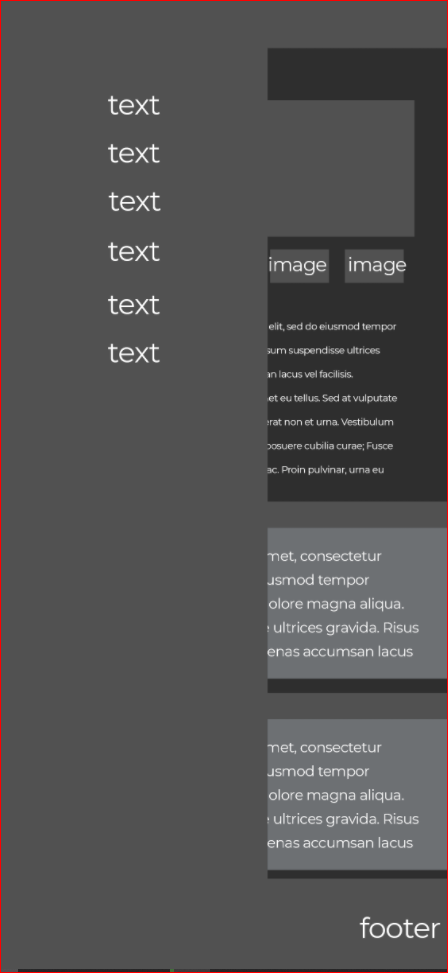 text
text
text
text
text
text
image image
elit, sed do eiusmod tempor
sum suspendisse ultrices
an lacus vel facilisis.
et eu tellus. Sed at vulputate
erat non et urna. Vestibulum
posuere cubilia curae; Fusce
ac. Proin pulvinar, urna eu
met, consectetur
usmod tempor
olore magna aliqua.
ultrices gravida. Risus
enas accumsan lacus
met, consectetur
usmod tempor
olore magna aliqua.
ultrices gravida. Risus
enas accumsan lacus
footer